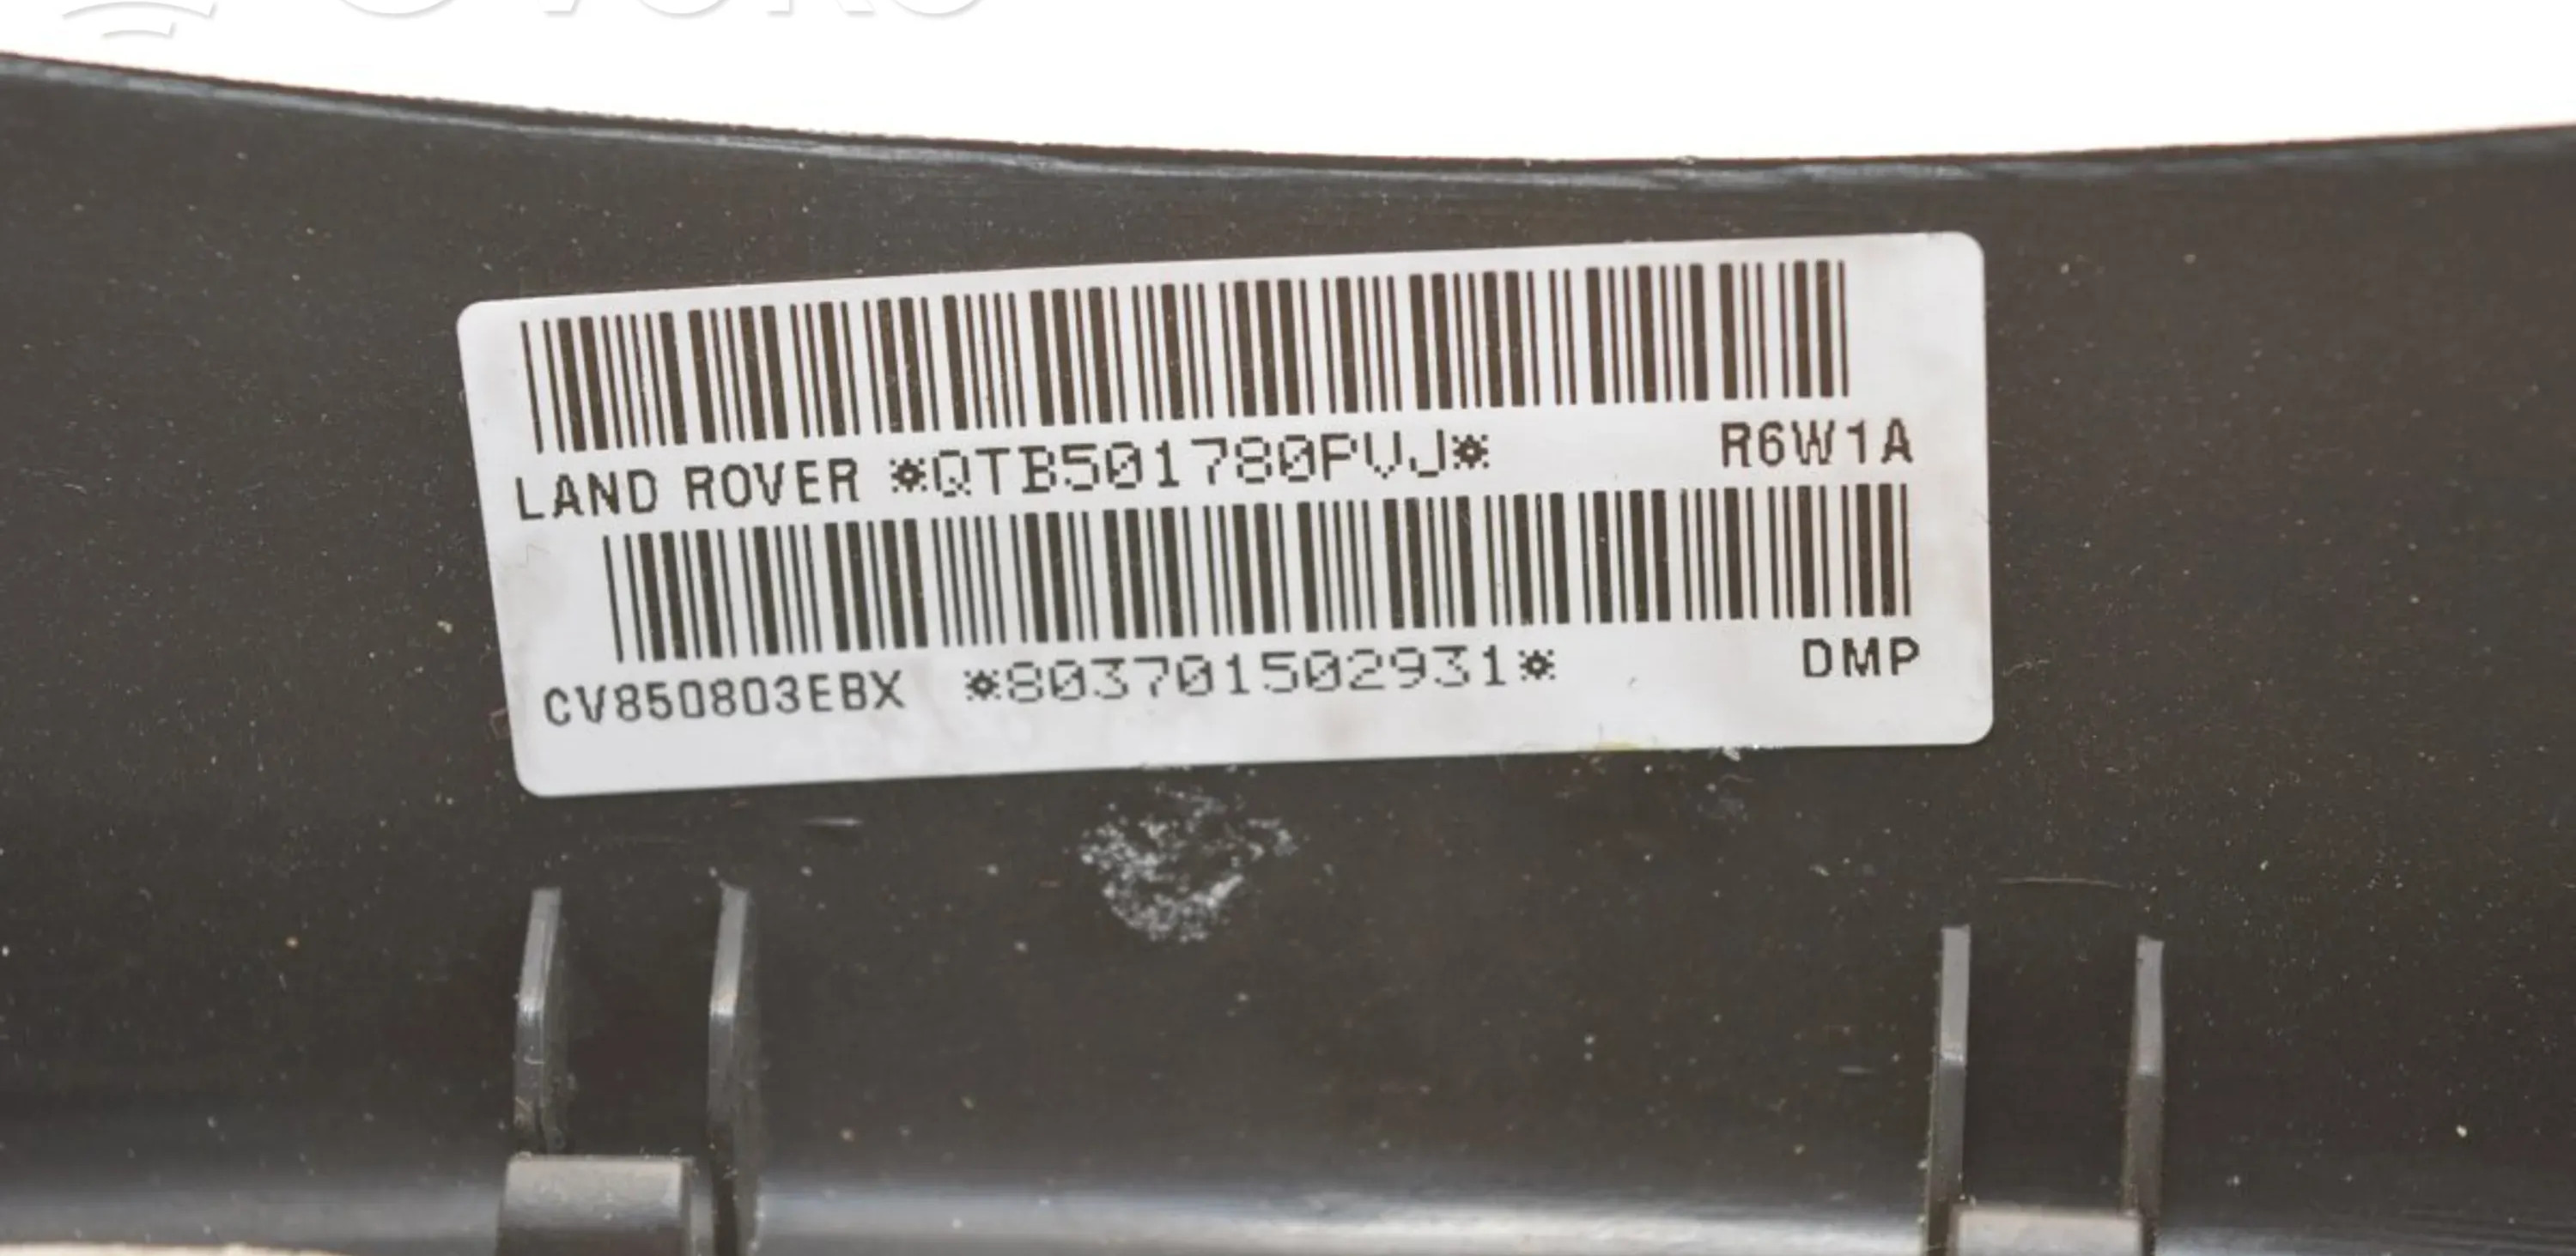 LAND ROVER *QTB501780PVJ* R6W1A
CV850803EBX *803701502931* DMP